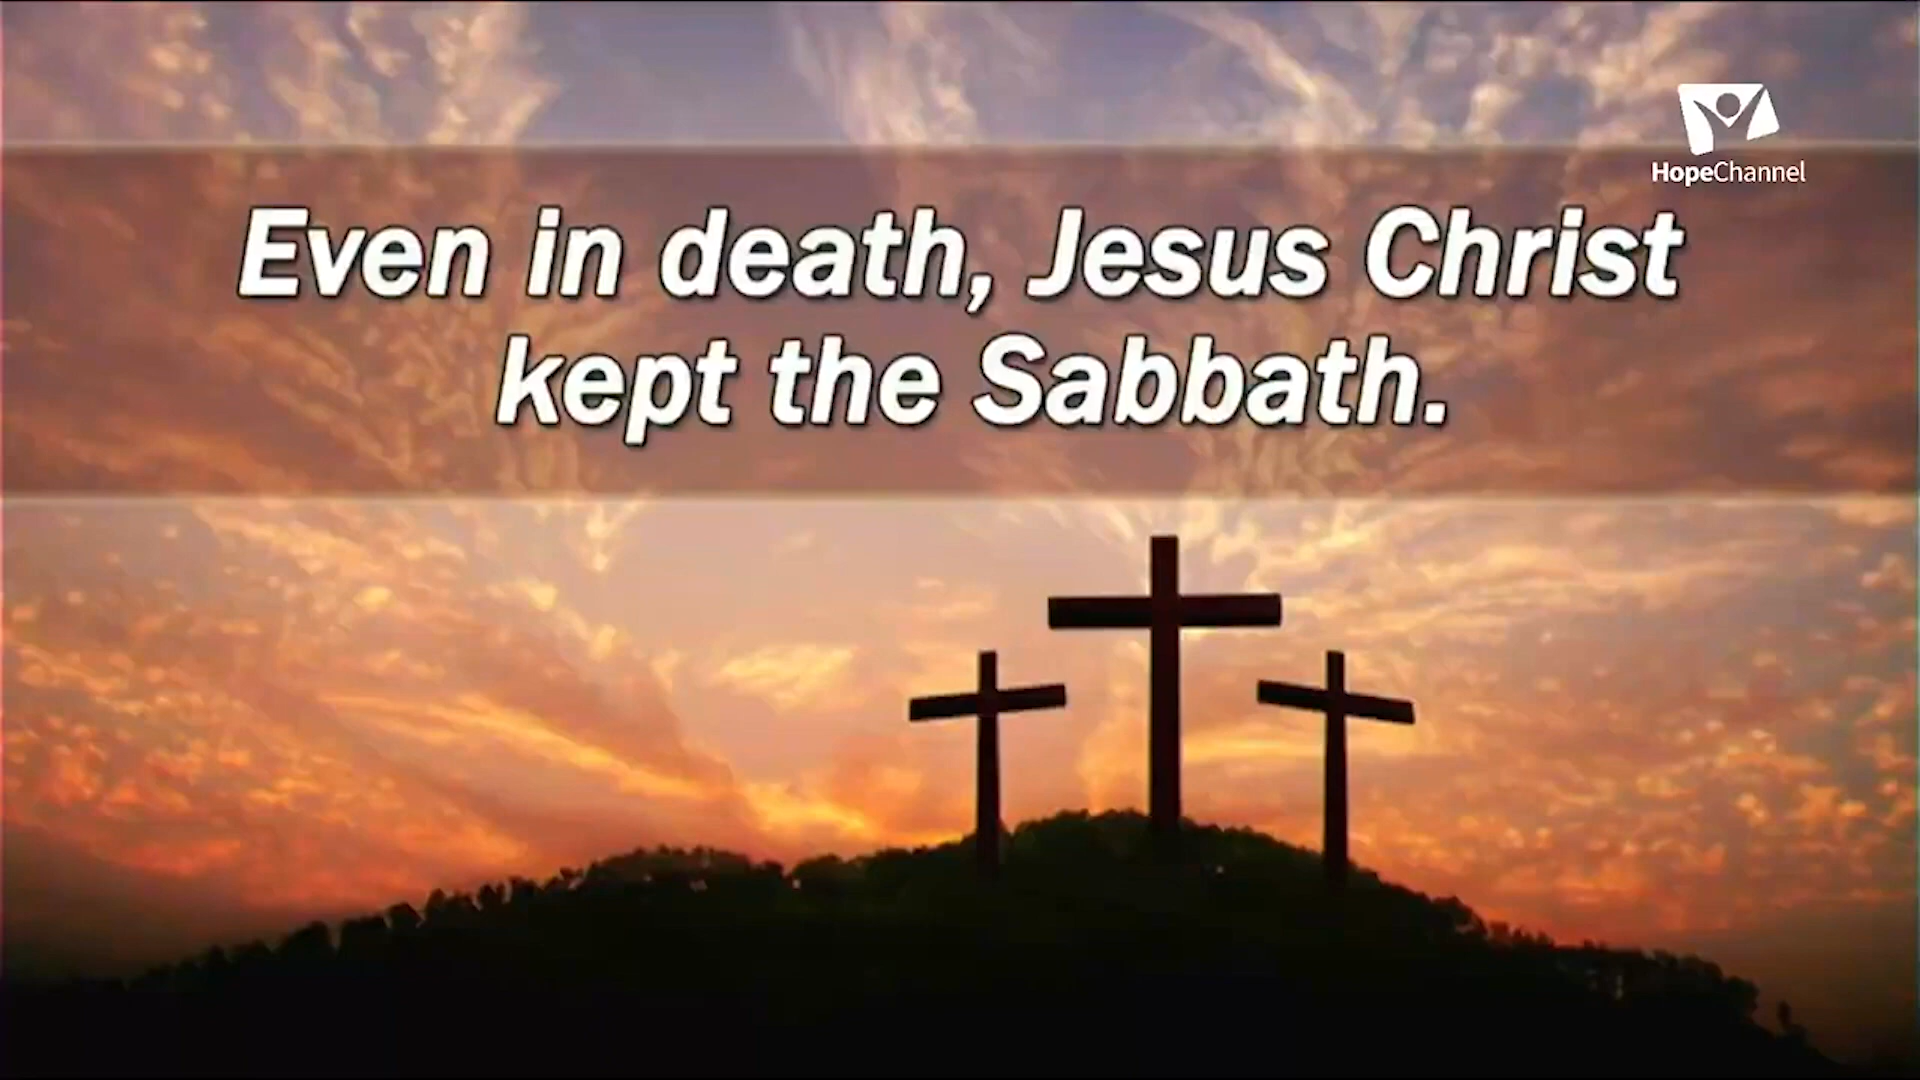 HopeChannel
Even in death, Jesus Christ
kept the Sabbath.